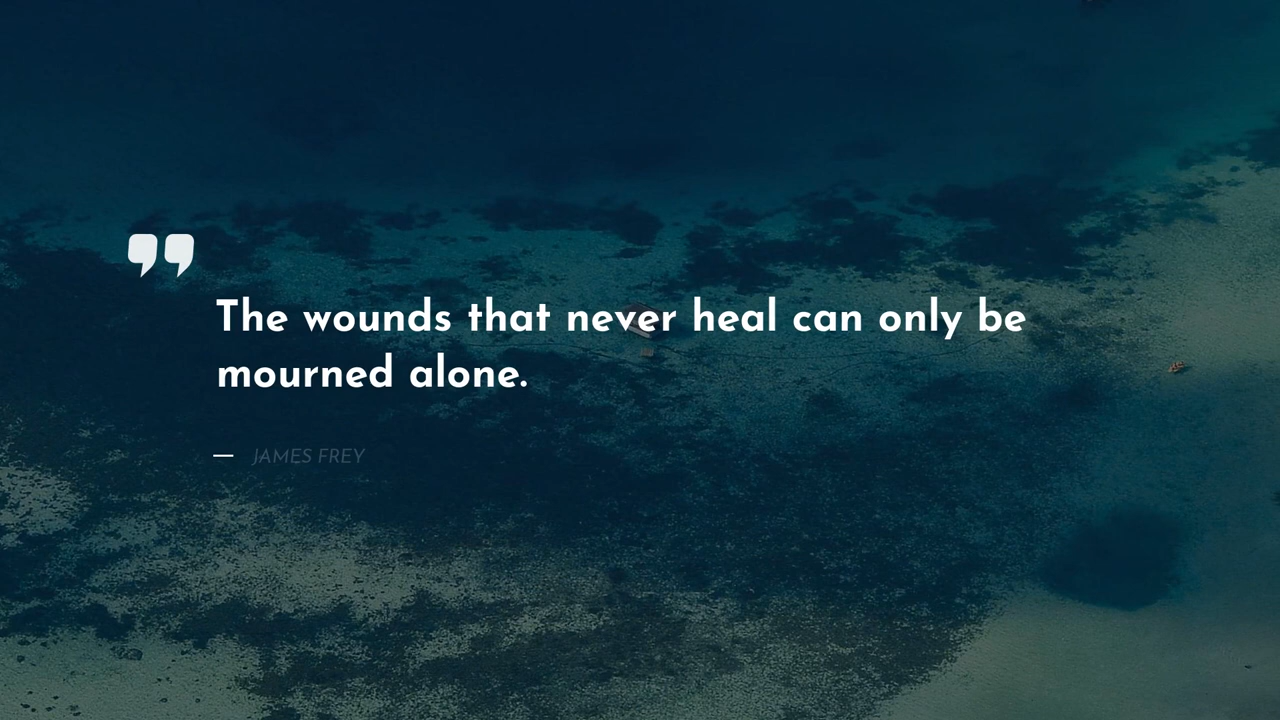 ”
The wounds that never heal can only be
mourned alone.
— JAMES FREY